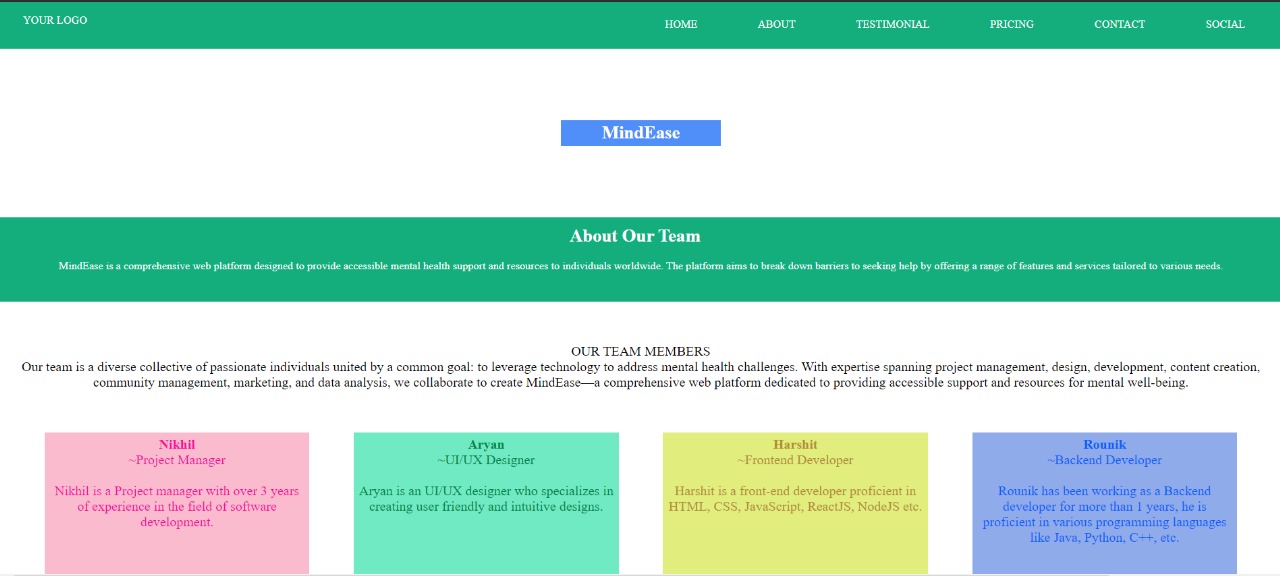 YOUR LOGO
HOME ABOUT TESTIMONIAL PRICING CONTACT SOCIAL
MindEase
About Our Team
MindEase is a comprehensive web platform designed to provide accessible mental health support and resources to individuals worldwide. The platform aims to break down barriers to seeking help by offering a range of features and services tailored to various needs.
OUR TEAM MEMBERS
Our team is a diverse collective of passionate individuals united by a common goal: to leverage technology to address mental health challenges. With expertise spanning project management, design, development, content creation,
community management, marketing, and data analysis, we collaborate to create MindEase—a comprehensive web platform dedicated to providing accessible support and resources for mental well-being.
Nikhil
~Project Manager
Nikhil is a Project manager with over 3 years
of experience in the field of software
development.
Aryan
~UI/UX Designer
Aryan is an UI/UX designer who specializes in
creating user friendly and intuitive designs.
Harshit
~Frontend Developer
Harshit is a front-end developer proficient in
HTML, CSS, JavaScript, ReactJS, NodeJS etc.
Rounik
~Backend Developer
Rounik has been working as a Backend
developer for more than 1 years, he is
proficient in various programming languages
like Java, Python, C++, etc.